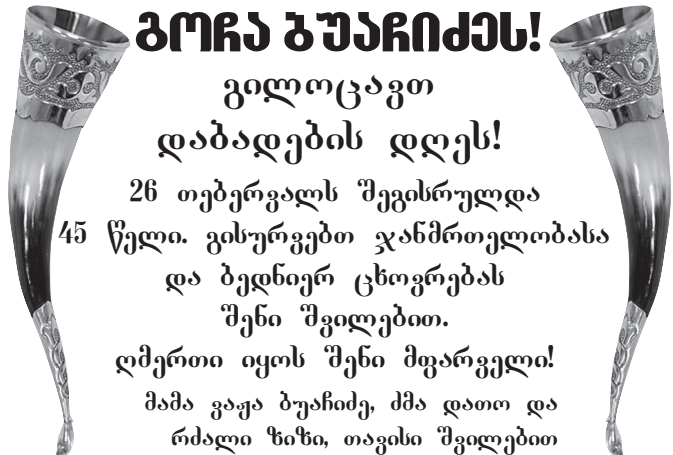 გოჩა ბუაჩიძეს!
გილოცავთ
დაბადების დღეს!
26 თებერვალს შეგისრულდა
45 წელი. გისურვებთ ჯანმრთელობასა
და ბედნიერ ცხოვრებას
შენი შვილებით.
ღმერთი იყოს შენი მფარველი!
მამა ვაჟა ბუაჩიძე, ძმა დათო და
რძალი ზიზი, თავისი შვილებით